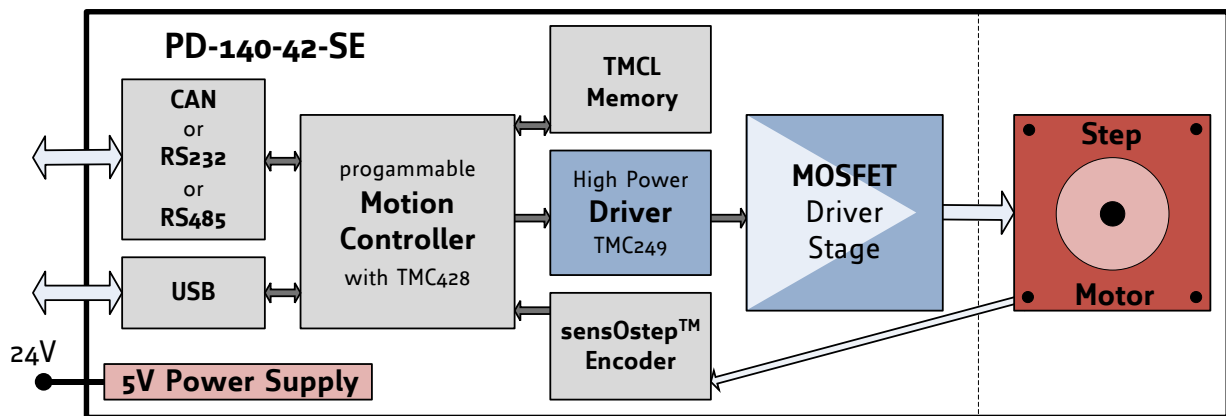 PD-140-42-SE
CAN
or
RS232
or
RS485
USB
24V
5V Power Supply
progammable
Motion
Controller
with TMC428
TMCL
Memory
High Power
Driver
TMC249
sensOstep™
Encoder
MOSFET
Driver
Stage
Step
Motor